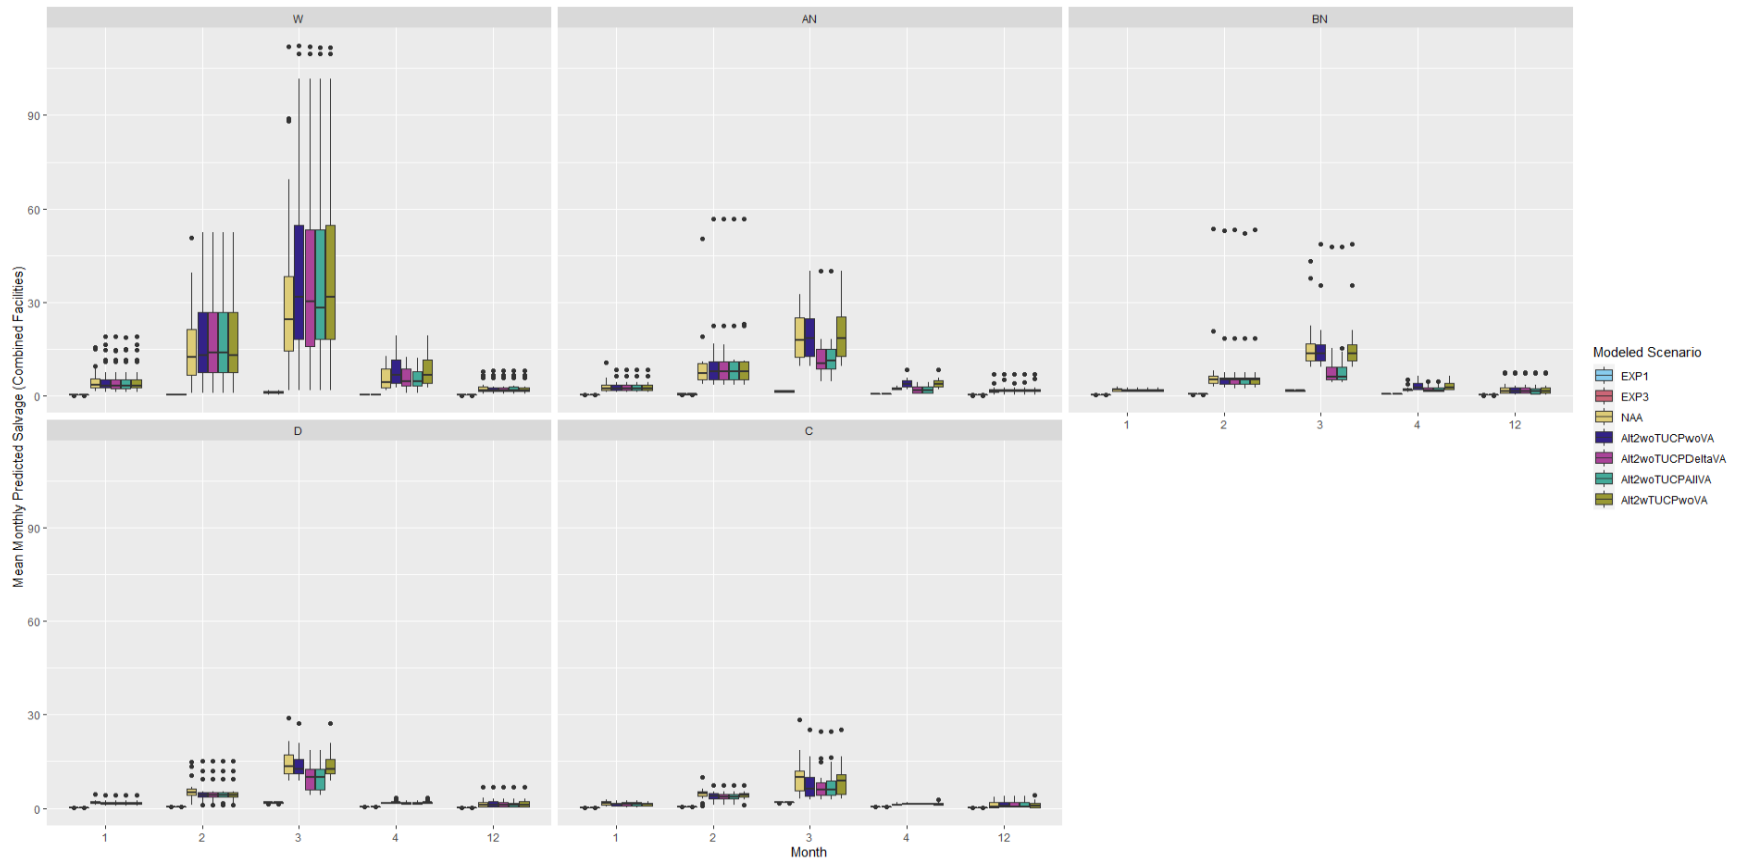 W
AN
BN
90
60
30
0
1
2
3
4
12
D
C
90
60
30
0
1
2
3
4
12
1
2
3
4
12
Month
Mean Monthly Predicted Salvage (Combined Facilities)
Modeled Scenario
EXP1
EXP3
NAA
Alt2woTUCPwoVA
Alt2woTUCPDeltaVA
Alt2woTUCPAllVA
Alt2wTUCPwoVA